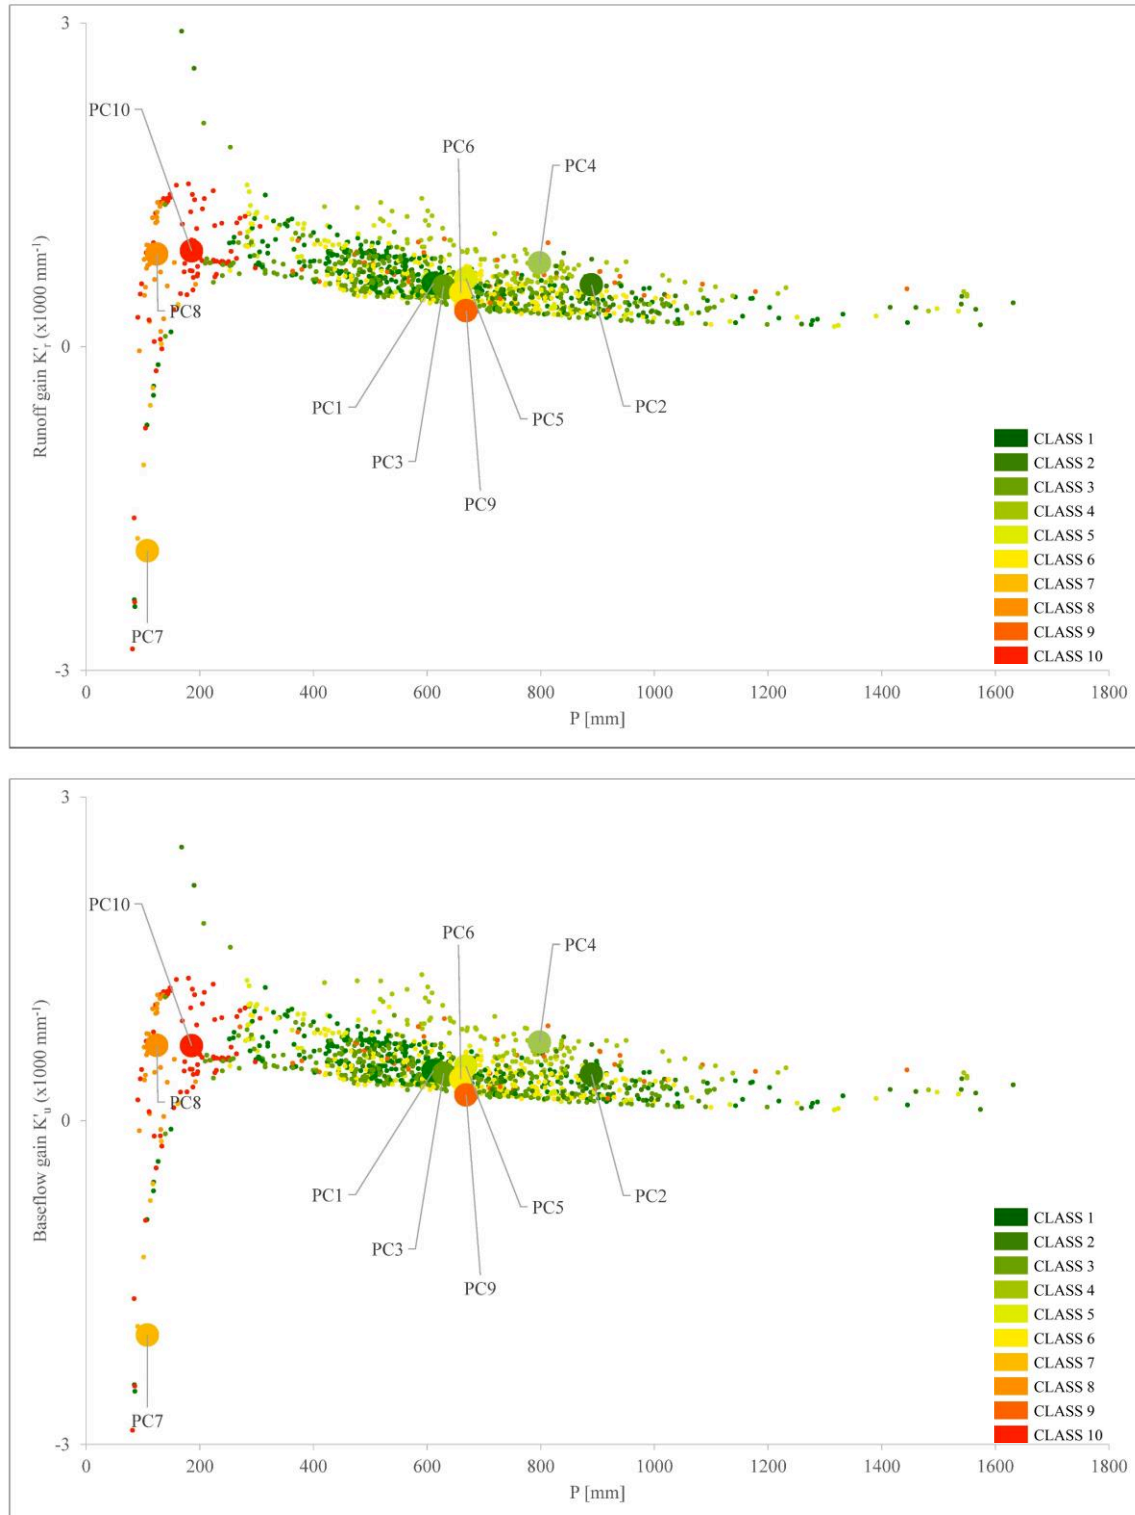 3
PC10
PC6
PC4
Runoff gain K'r (x1000 mm-1)
0
PC8
PC1
PC5
PC2
PC3
PC9
PC7
-3
0 200 400 600 800 1000 1200 1400 1600 1800
P [mm]
CLASS 1
CLASS 2
CLASS 3
CLASS 4
CLASS 5
CLASS 6
CLASS 7
CLASS 8
CLASS 9
CLASS 10
3
PC10
PC6
PC4
Baseflow gain K'u (x1000 mm-1)
0
PC8
PC1
PC5
PC2
PC3
PC9
PC7
-3
0 200 400 600 800 1000 1200 1400 1600 1800
P [mm]
CLASS 1
CLASS 2
CLASS 3
CLASS 4
CLASS 5
CLASS 6
CLASS 7
CLASS 8
CLASS 9
CLASS 10